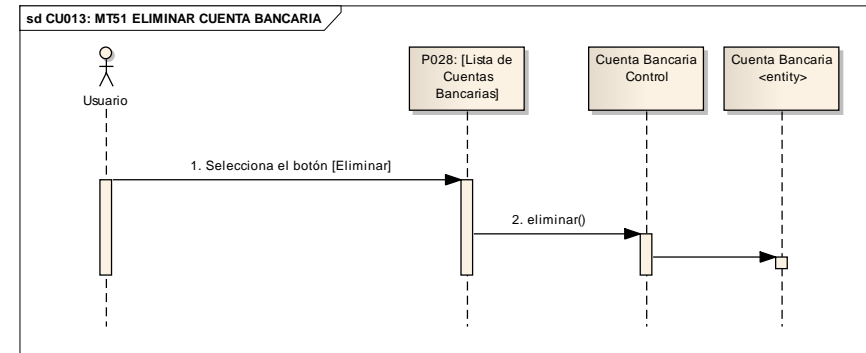 sd CU013: MT51 ELIMINAR CUENTA BANCARIA
Usuario
P028: [Lista de
Cuentas
Bancarias]
Cuenta Bancaria
Control
Cuenta Bancaria
<entity>
1. Selecciona el botón [Eliminar]
2. eliminar()